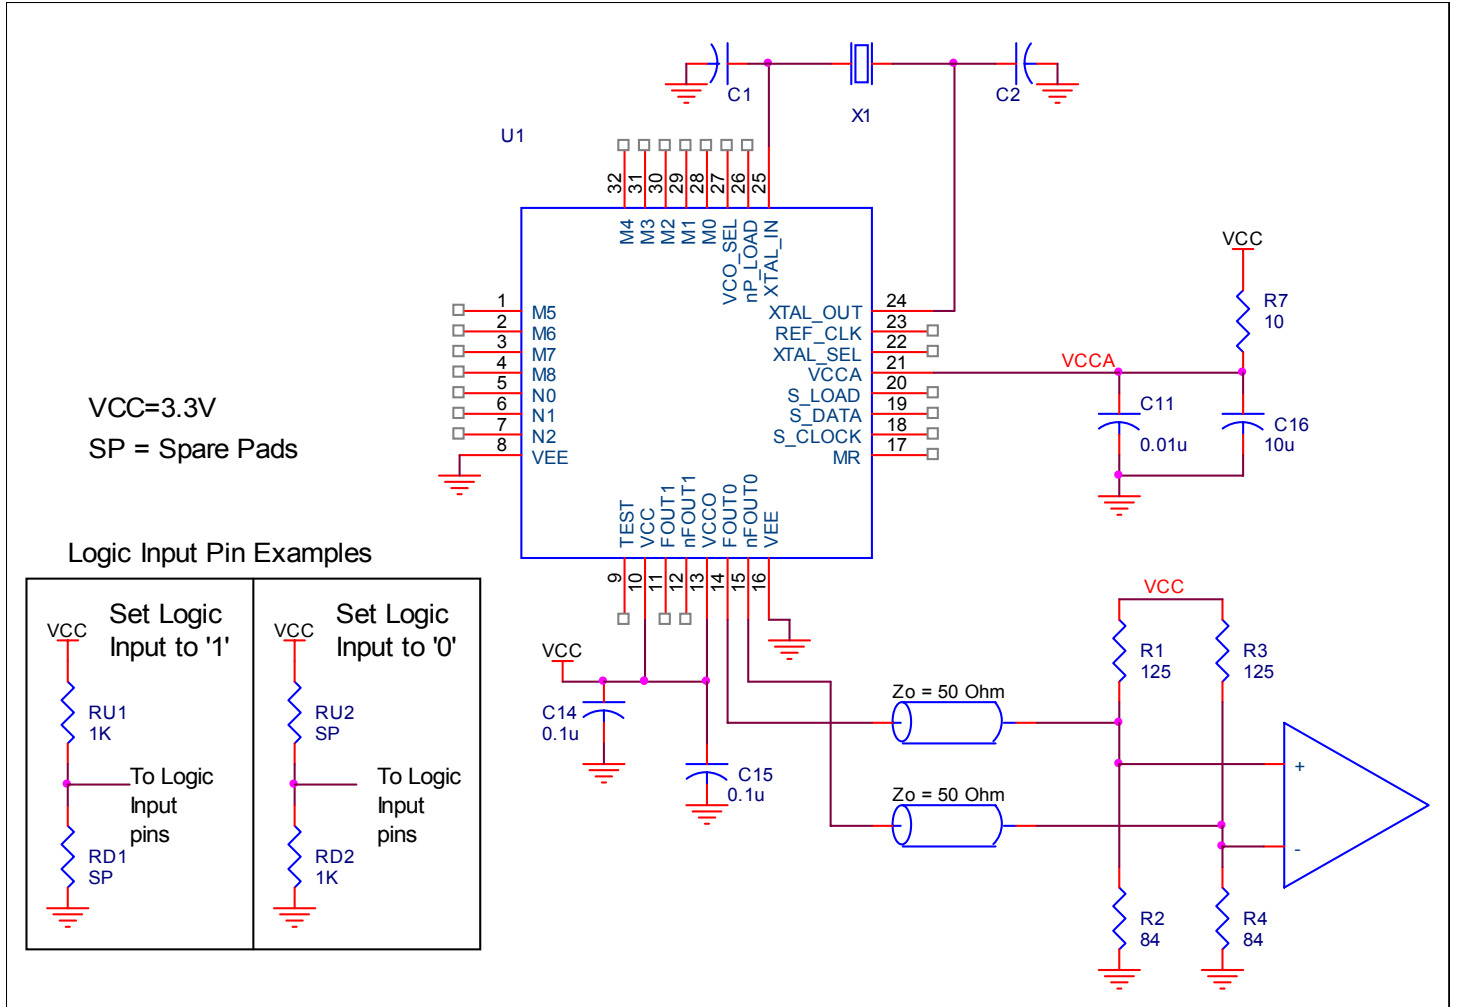 C1
X1
C2
U1
32
31
30
29
28
27
26
25
M4
M3
M2
M1
M0
VCO_SEL
nP_LOAD
XTAL_IN
1
2
3
4
5
6
7
8
M5
M6
M7
M8
N0
N1
N2
VEE
XTAL_OUT
REF_CLK
XTAL_SEL
VCCA
S_LOAD
S_DATA
S_CLOCK
MR
24
23
22
21
20
19
18
17
VCCA
VCC
R7
10
C11
0.01u
C16
10u
VCC=3.3V
SP = Spare Pads
TEST
VCC
FOUT1
nFOUT1
VCCO
FOUT0
nFOUT0
VEE
9
10
11
12
13
14
15
16
VCC
C14
0.1u
C15
0.1u
Zo = 50 Ohm
Zo = 50 Ohm
VCC
R1
125
R3
125
+
-
R2
84
R4
84
Logic Input Pin Examples
Set Logic
Input to '1'
VCC
RU1
1K
To Logic
Input
pins
RD1
SP
Set Logic
Input to '0'
VCC
RU2
SP
To Logic
Input
pins
RD2
1K